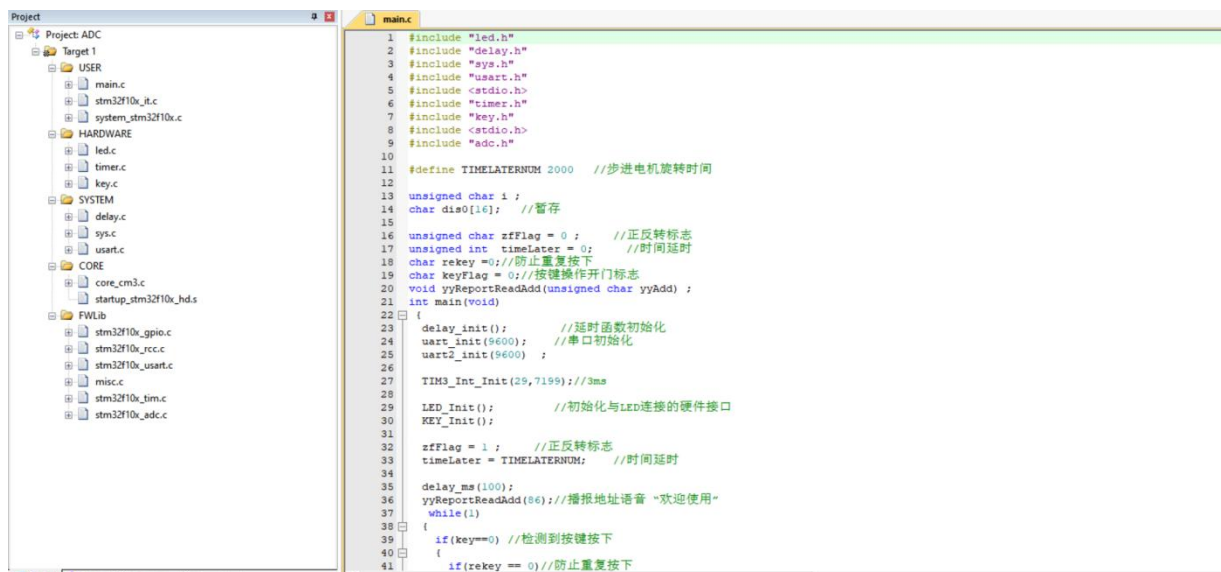 Project
Project: ADC
Target 1
USER
main.c
stm32f10x_it.c
system_stm32f10x.c
HARDWARE
led.c
timer.c
key.c
SYSTEM
delay.c
sys.c
usart.c
CORE
core_cm3.c
startup_stm32f10x_hd.s
FWLib
stm32f10x_gpio.c
stm32f10x_rcc.c
stm32f10x_usart.c
misc.c
stm32f10x_tim.c
stm32f10x_adc.c
main.c
1 #include "led.h"
2 #include "delay.h"
3 #include "sys.h"
4 #include "usart.h"
5 #include <stdio.h>
6 #include "timer.h"
7 #include "key.h"
8 #include <stdio.h>
9 #include "adc.h"
10
11 #define TIMELATERNUM 2000 //步进电机旋转时间
12
13 unsigned char i ;
14 char dis0[16]; //暂存
15
16 unsigned char zfFlag = 0 ; //正反转标志
17 unsigned int timeLater = 0; //时间延时
18 char rekey =0;//防止重复按下
19 char keyFlag = 0;//按键操作开门标志
20 void yyReportReadAdd(unsigned char yyAdd) ;
21 int main(void)
22 {
23 delay_init(); //延时函数初始化
24 uart_init(9600); //串口初始化
25 uart2_init(9600) ;
26
27 TIM3_Int_Init(29,7199);//3ms
28
29 LED_Init(); //初始化与LED连接的硬件接口
30 KEY_Init();
31
32 zfFlag = 1 ; //正反转标志
33 timeLater = TIMELATERNUM; //时间延时
34
35 delay_ms(100);
36 yyReportReadAdd(86);//播报地址语音 “欢迎使用”
37 while(1)
38 {
39 if(key==0) //检测到按键按下
40 {
41 if(rekey == 0)//防止重复按下